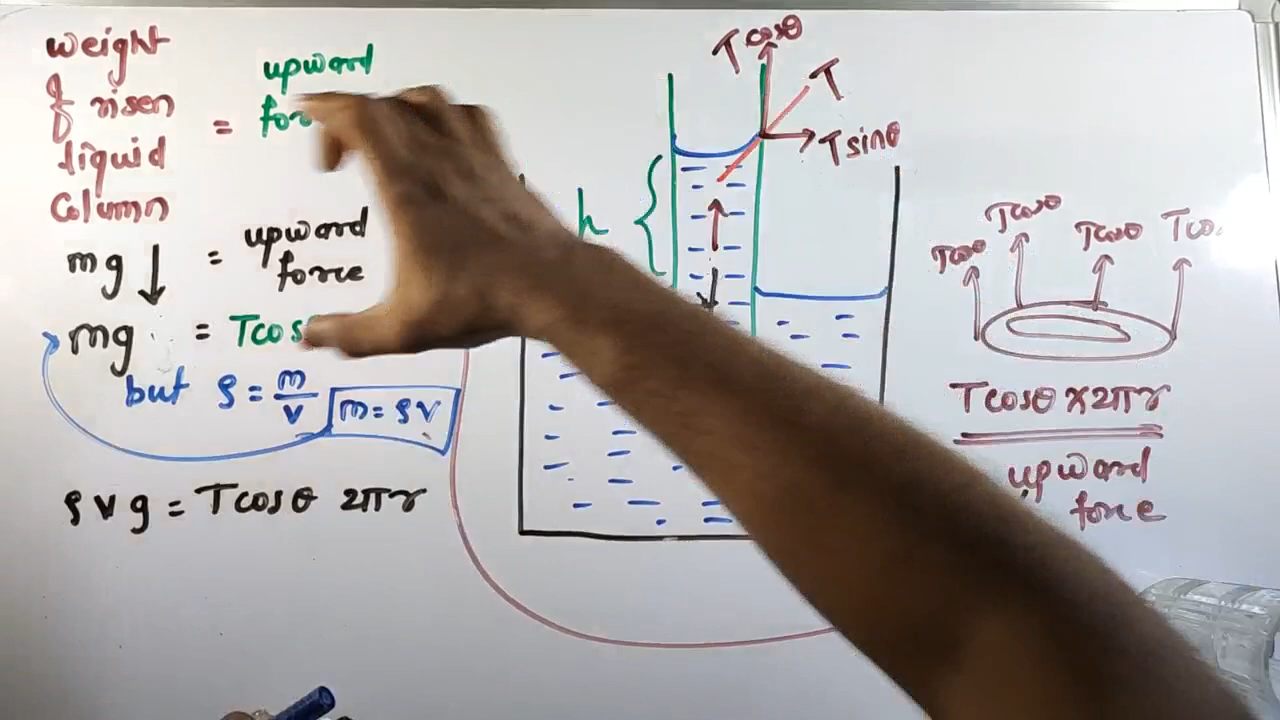 weight
of risen
liquid
column
=
upward
mg ↓ = upward
force
mg =
but ρ = m/v
m = ρv
ρvg = Tcosθ 2πr
Tcosθ
T
Tsinθ
h
Tcosθ
Tcosθ
Tcosθ
Tcosθ×2πr
upward
force